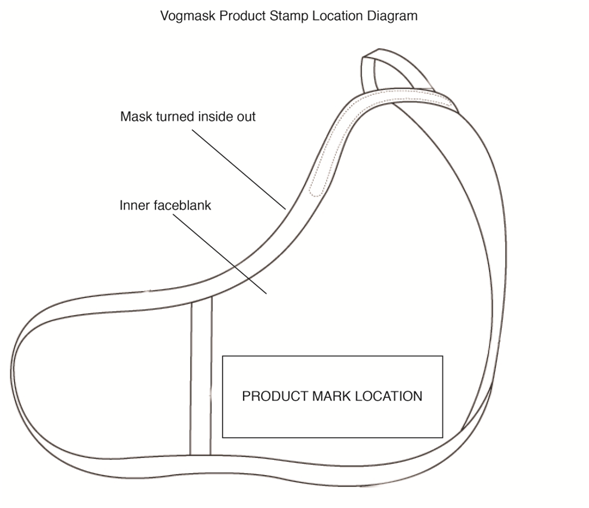 Vogmask Product Stamp Location Diagram
Mask turned inside out
Inner faceblank
PRODUCT MARK LOCATION